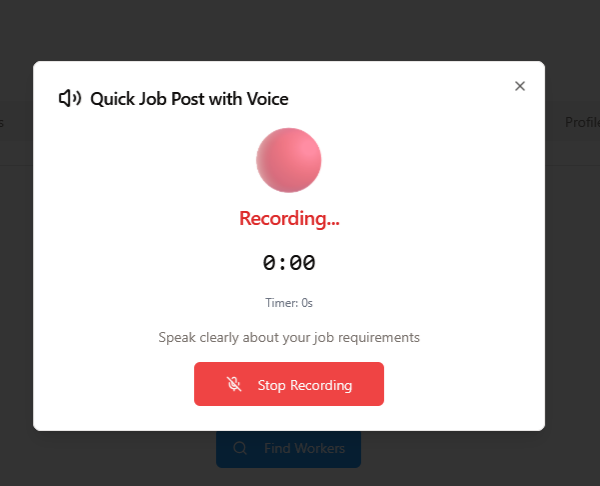 Quick Job Post with Voice
s
Profile
Recording...
0:00
Timer: 0s
Speak clearly about your job requirements
Stop Recording
Find Workers